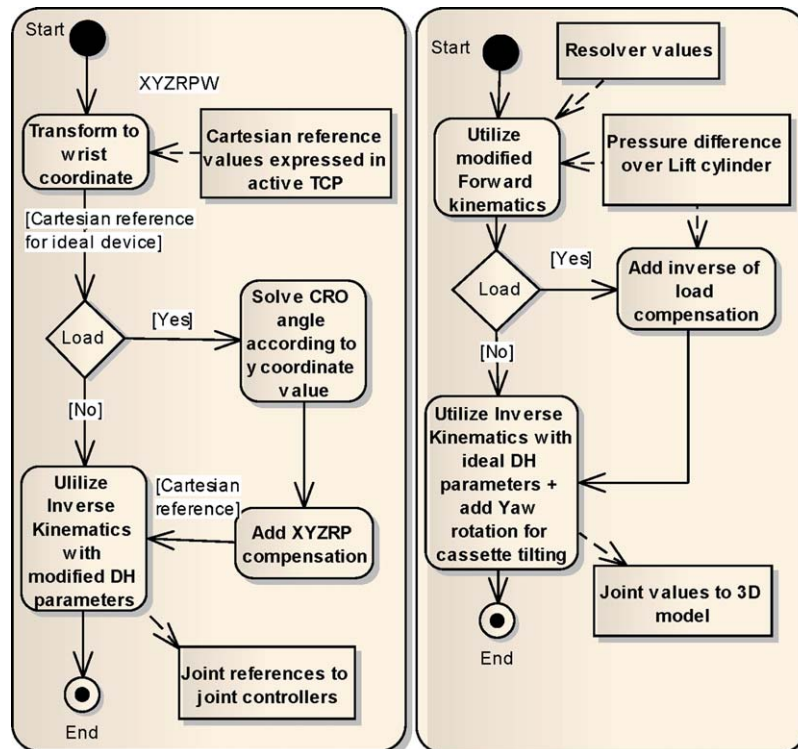 Start
XYZRPW
Transform to
wrist
coordinate
Cartesian reference
values expressed in
active TCP
[Cartesian reference
for ideal device]
Load
[Yes]
Solve CRO
angle
according to
y coordinate
value
[No]
Ulilize
Inverse
Kinematics
with
modified DH
parameters
[Cartesian
reference]
Add XYZRP
compensation
Joint references to
joint controllers
End
Start
Resolver values
Utilize
modified
Forward
kinematics
Pressure difference
over Lift cylinder
Load
[Yes]
Add inverse of
load
compensation
[No]
Utilize Inverse
Kinematics with
ideal DH
parameters +
add Yaw
rotation for
cassette tilting
Joint values to 3D
model
End